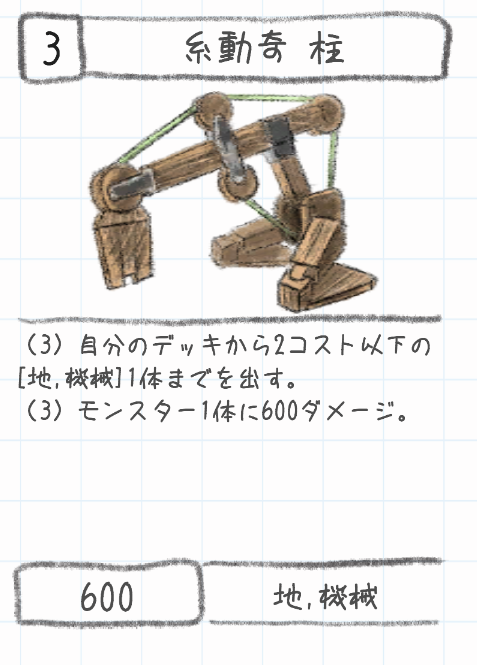 3
糸動奇 柱
(3) 自分のデッキから2コスト以下の
[地,機械]1体までを出す。
(3) モンスター1体に600ダメージ。
600
地,機械